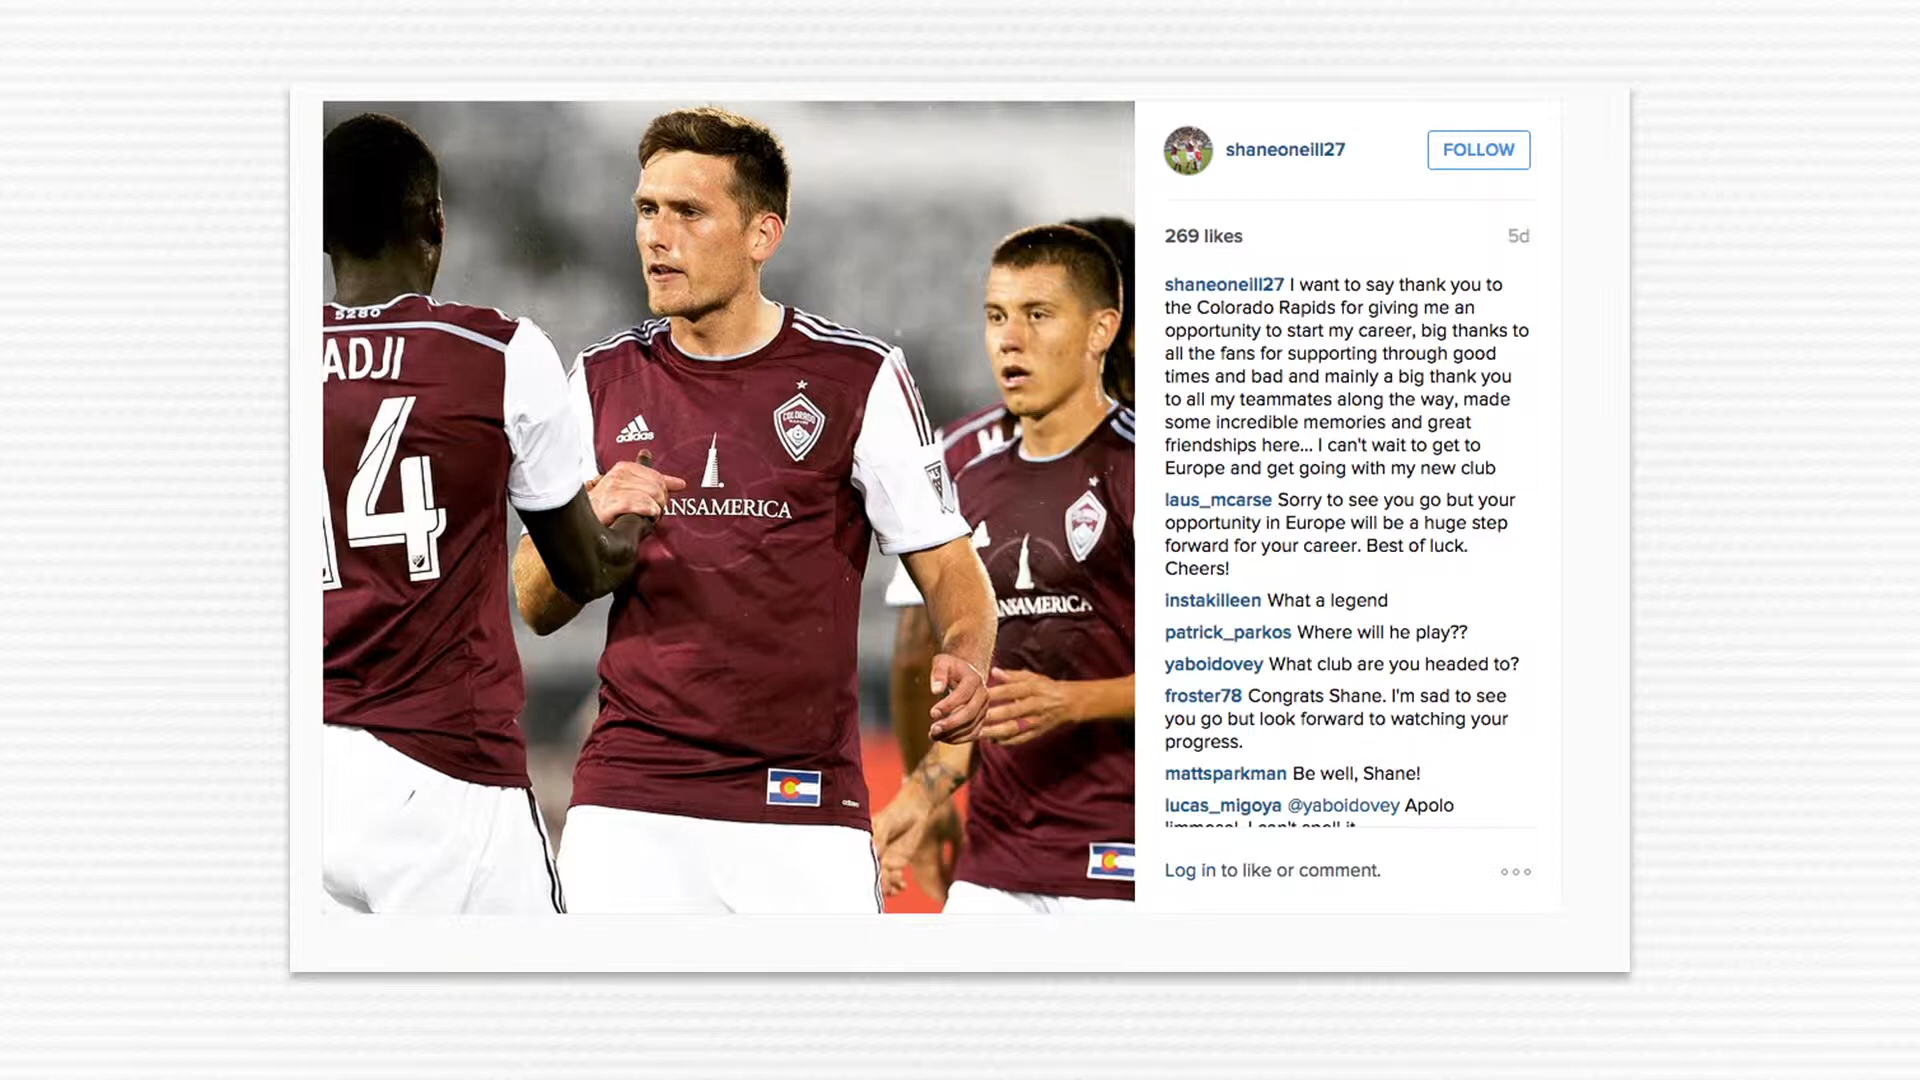 5280
ADJI
14
adidas
COLORADO
ANSAMERICA
NSAMERICA
shaneoneill27
FOLLOW
269 likes
5d
shaneoneill27 I want to say thank you to
the Colorado Rapids for giving me an
opportunity to start my career, big thanks to
all the fans for supporting through good
times and bad and mainly a big thank you
to all my teammates along the way, made
some incredible memories and great
friendships here... I can't wait to get to
Europe and get going with my new club
laus_mcarse Sorry to see you go but your
opportunity in Europe will be a huge step
forward for your career. Best of luck.
Cheers!
instakilleen What a legend
patrick_parkos Where will he play??
yaboidovey What club are you headed to?
froster78 Congrats Shane. I'm sad to see
you go but look forward to watching your
progress.
mattsparkman Be well, Shane!
lucas_migoya @yaboidovey Apolo
I can't spell it
Log in to like or comment.